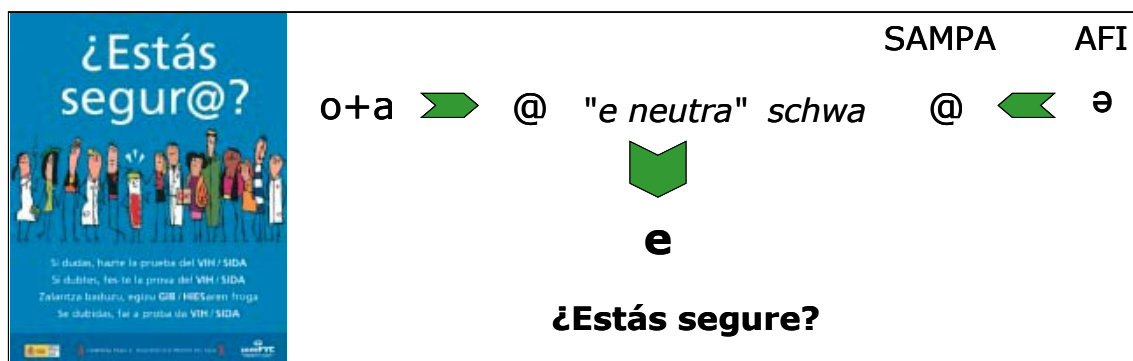 ¿Estás
segur@?
Si dudas, hazte la prueba del VIH / SIDA
Si dubtes, fes-te la prova del VIH / SIDA
Zalantza baduzu, egizu GIB / HIESaren froga
Se dubidas, fai a proba da VIH / SIDA
SAMPA AFI
o+a @ "e neutra" schwa @ ə
e
¿Estás segure?